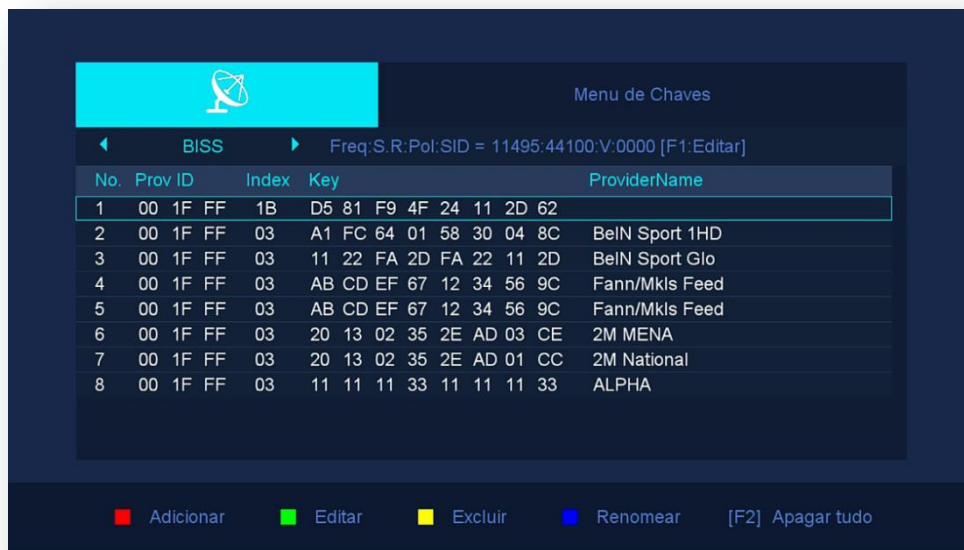 Menu de Chaves
BISS Freq:S.R:Pol:SID = 11495:44100:V:0000 [F1:Editar]
No. Prov ID Index Key ProviderName
1 00 1F FF 1B D5 81 F9 4F 24 11 2D 62
2 00 1F FF 03 A1 FC 64 01 58 30 04 8C BeIN Sport 1HD
3 00 1F FF 03 11 22 FA 2D FA 22 11 2D BeIN Sport Glo
4 00 1F FF 03 AB CD EF 67 12 34 56 9C Fann/Mkls Feed
5 00 1F FF 03 AB CD EF 67 12 34 56 9C Fann/Mkls Feed
6 00 1F FF 03 20 13 02 35 2E AD 03 CE 2M MENA
7 00 1F FF 03 20 13 02 35 2E AD 01 CC 2M National
8 00 1F FF 03 11 11 11 33 11 11 11 33 ALPHA
Adicionar Editar Excluir Renomear [F2] Apagar tudo